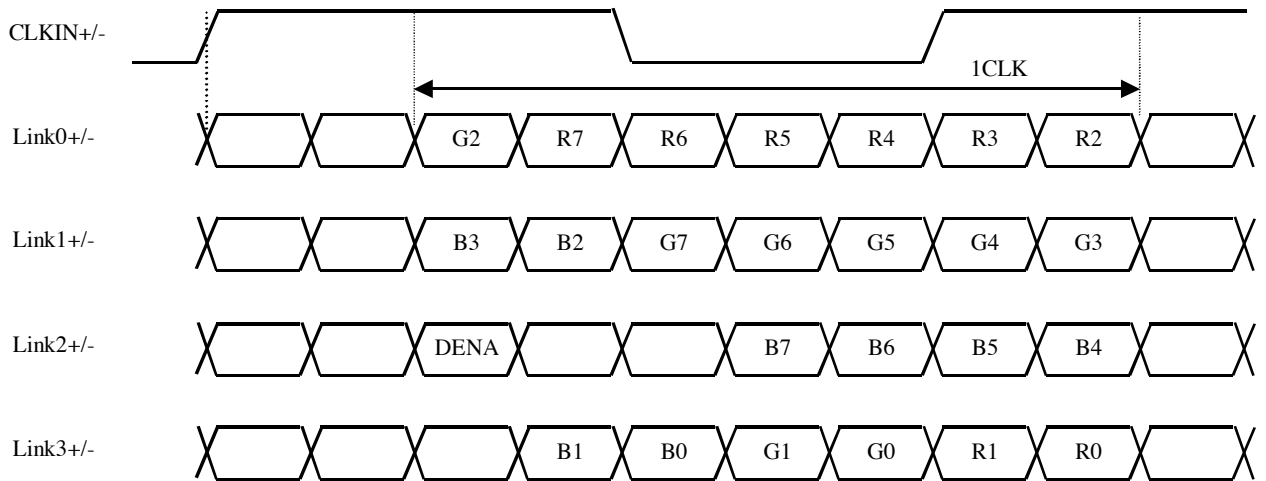 CLKIN+/-
1CLK
Link0+/- G2 R7 R6 R5 R4 R3 R2
Link1+/- B3 B2 G7 G6 G5 G4 G3
Link2+/- DENA B7 B6 B5 B4
Link3+/- B1 B0 G1 G0 R1 R0